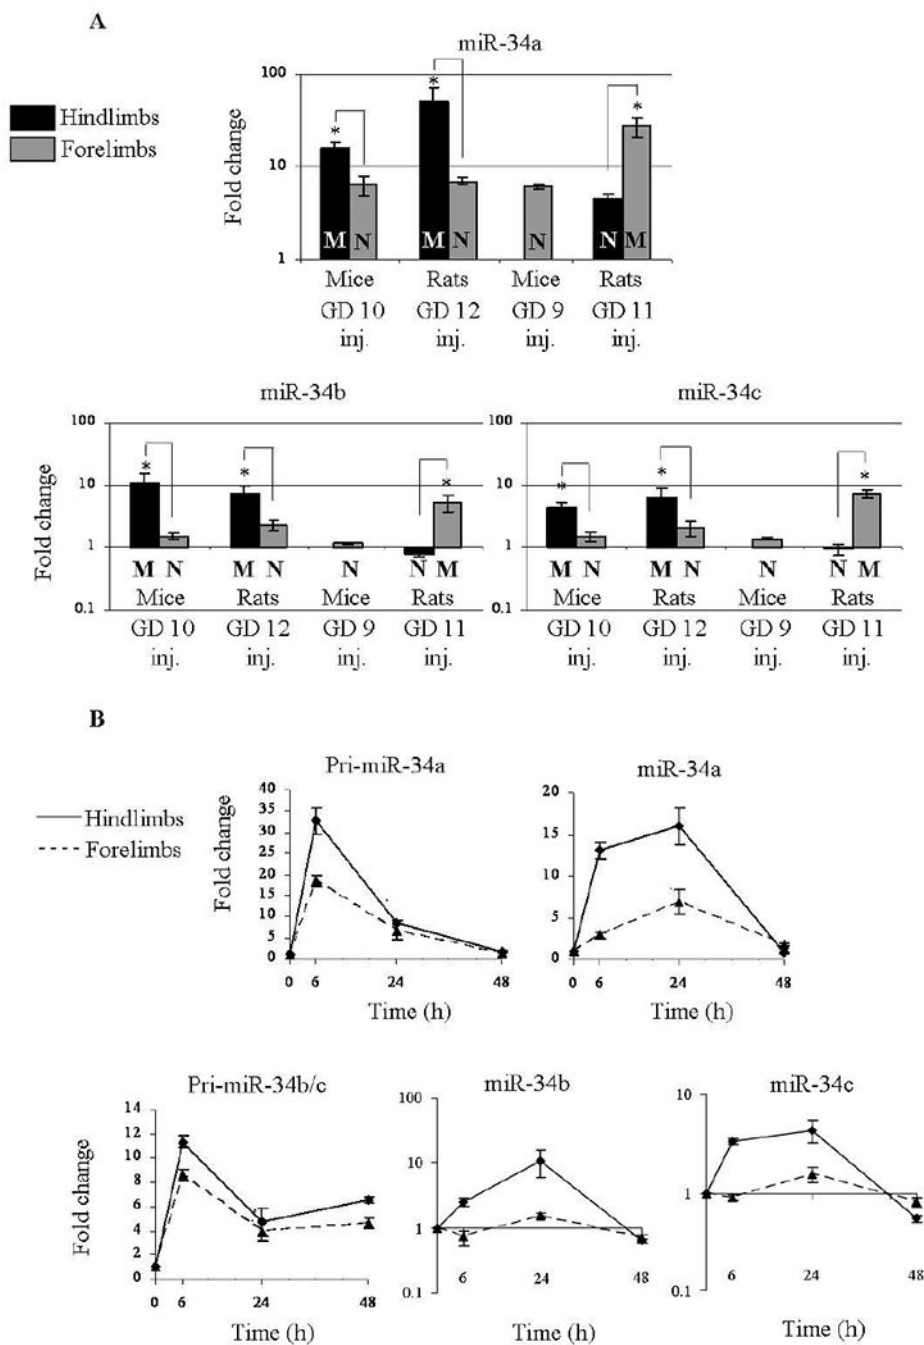 A
miR-34a
Hindlimbs
Forelimbs
Fold change
100
10
1
* * *
M N M N N N M
Mice Rats Mice Rats
GD 10 GD 12 GD 9 GD 11
inj. inj. inj. inj.
miR-34b
Fold change
100
10
1
0.1
* * *
M N M N N N M
Mice Rats Mice Rats
GD 10 GD 12 GD 9 GD 11
inj. inj. inj. inj.
miR-34c
100
10
1
0.1
* * *
M N M N N N M
Mice Rats Mice Rats
GD 10 GD 12 GD 9 GD 11
inj. inj. inj. inj.
B
Hindlimbs
Forelimbs
Pri-miR-34a
Fold change
40
35
30
25
20
15
10
5
0
0 6 24 48
Time (h)
miR-34a
20
15
10
5
0
0 6 24 48
Time (h)
Pri-miR-34b/c
Fold change
14
12
10
8
6
4
2
0
0 6 24 48
Time (h)
miR-34b
100
10
1
0.1
6 24 48
Time (h)
miR-34c
10
1
0.1
6 24 48
Time (h)